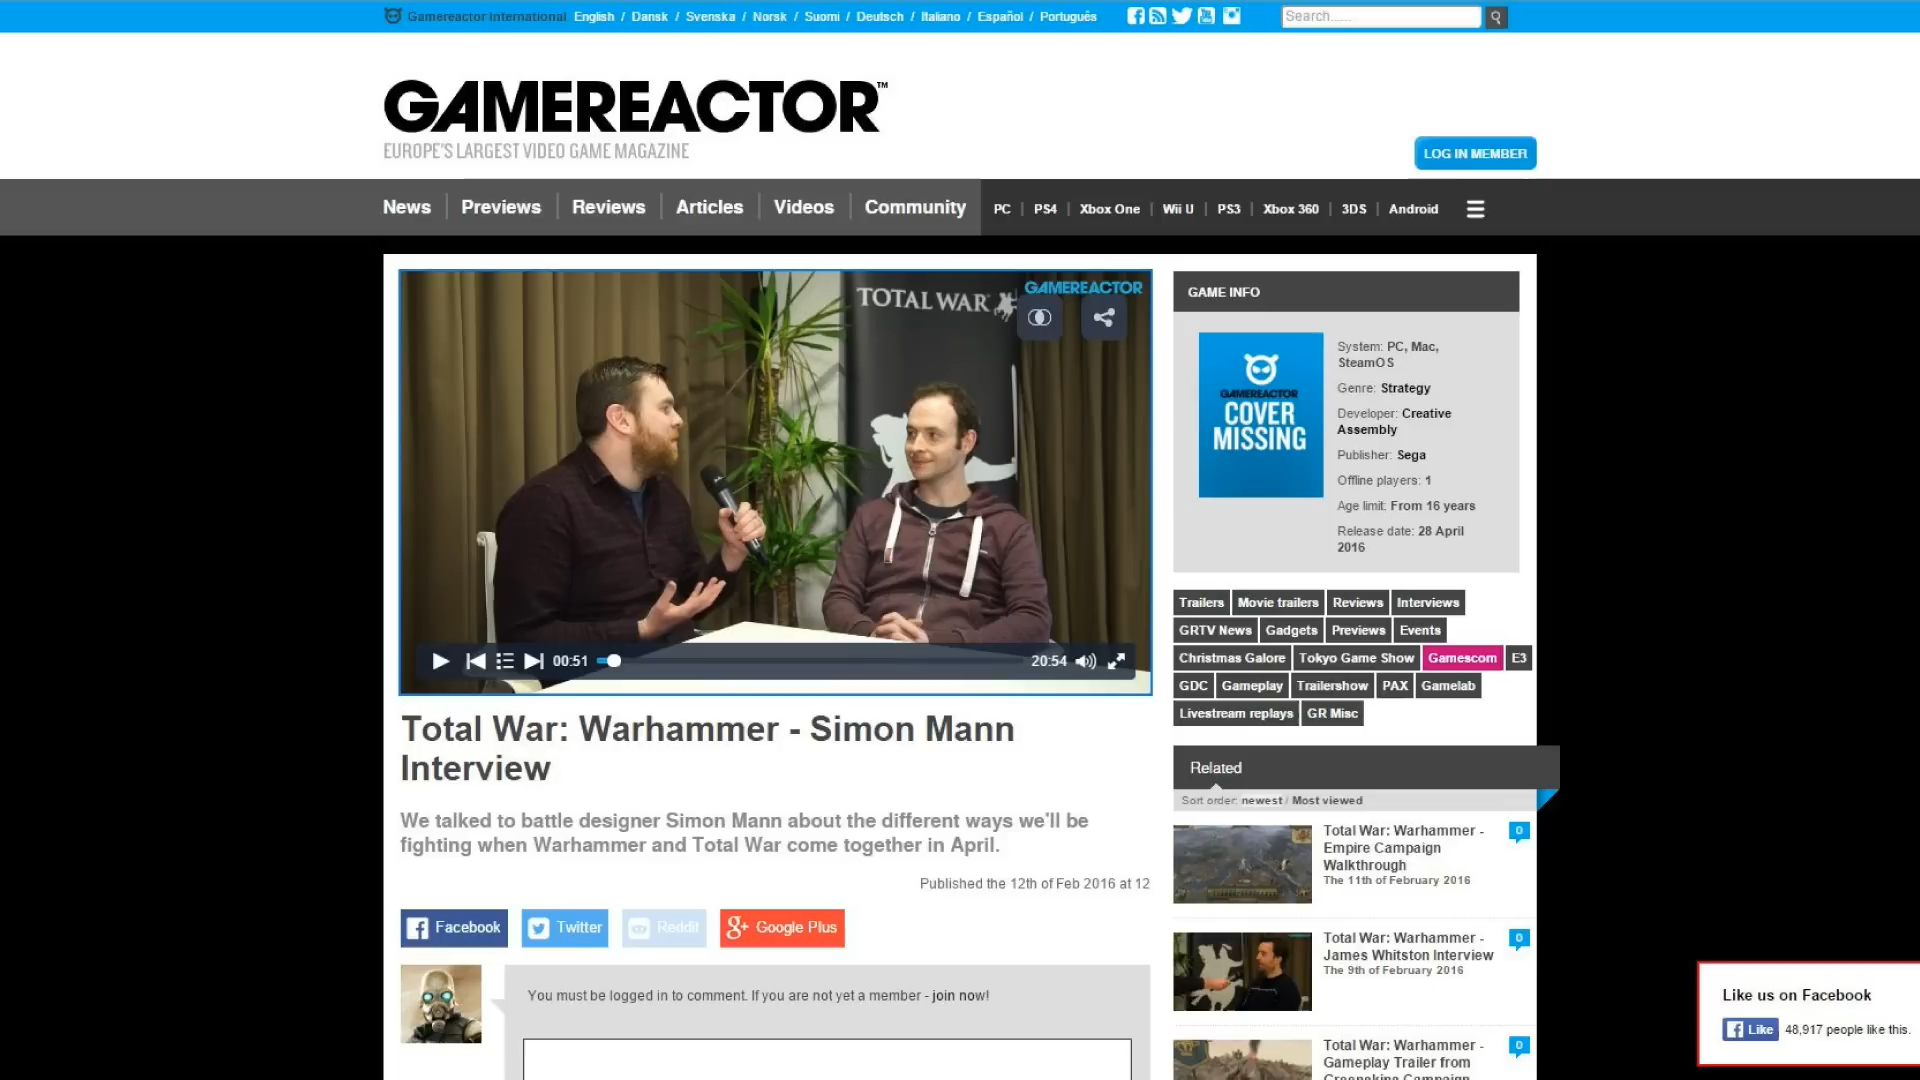 Gamereactor International English / Dansk / Svenska / Norsk / Suomi / Deutsch / Italiano / Español / Português
Search......
GAMEREACTOR™
EUROPE'S LARGEST VIDEO GAME MAGAZINE
LOG IN MEMBER
News Previews Reviews Articles Videos Community PC PS4 Xbox One Wii U PS3 Xbox 360 3DS Android
TOTAL WAR
GAMEREACTOR
00:51 20:54
Total War: Warhammer - Simon Mann
Interview
We talked to battle designer Simon Mann about the different ways we'll be
fighting when Warhammer and Total War come together in April.
Published the 12th of Feb 2016 at 12
Facebook Twitter Reddit Google Plus
You must be logged in to comment. If you are not yet a member - join now!
GAME INFO
GAMEREACTOR
COVER
MISSING
System: PC, Mac,
SteamOS
Genre: Strategy
Developer: Creative
Assembly
Publisher: Sega
Offline players: 1
Age limit: From 16 years
Release date: 28 April
2016
Trailers Movie trailers Reviews Interviews
GRTV News Gadgets Previews Events
Christmas Galore Tokyo Game Show Gamescom E3
GDC Gameplay Trailershow PAX Gamelab
Livestream replays GR Misc
Related
Sort order: newest / Most viewed
Total War: Warhammer -
Empire Campaign
Walkthrough
The 11th of February 2016
0
Total War: Warhammer -
James Whitston Interview
The 9th of February 2016
0
Total War: Warhammer -
Gameplay Trailer from
Greenskins Campaign
0
Like us on Facebook
Like 48,917 people like this.